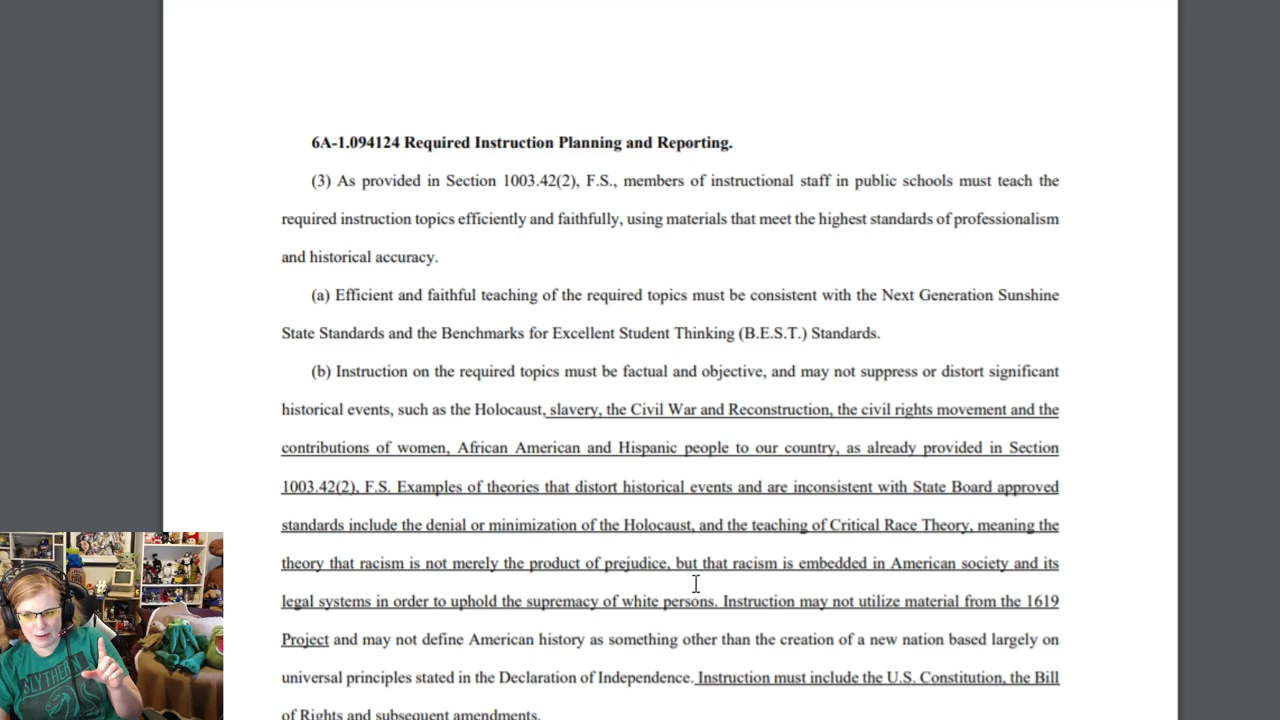 6A-1.094124 Required Instruction Planning and Reporting.
(3) As provided in Section 1003.42(2), F.S., members of instructional staff in public schools must teach the
required instruction topics efficiently and faithfully, using materials that meet the highest standards of professionalism
and historical accuracy.
(a) Efficient and faithful teaching of the required topics must be consistent with the Next Generation Sunshine
State Standards and the Benchmarks for Excellent Student Thinking (B.E.S.T.) Standards.
(b) Instruction on the required topics must be factual and objective, and may not suppress or distort significant
historical events, such as the Holocaust, slavery, the Civil War and Reconstruction, the civil rights movement and the
contributions of women, African American and Hispanic people to our country, as already provided in Section
1003.42(2), F.S. Examples of theories that distort historical events and are inconsistent with State Board approved
standards include the denial or minimization of the Holocaust, and the teaching of Critical Race Theory, meaning the
theory that racism is not merely the product of prejudice, but that racism is embedded in American society and its
legal systems in order to uphold the supremacy of white persons. Instruction may not utilize material from the 1619
Project and may not define American history as something other than the creation of a new nation based largely on
universal principles stated in the Declaration of Independence. Instruction must include the U.S. Constitution, the Bill
of Rights and subsequent amendments.
SLYTHERIN